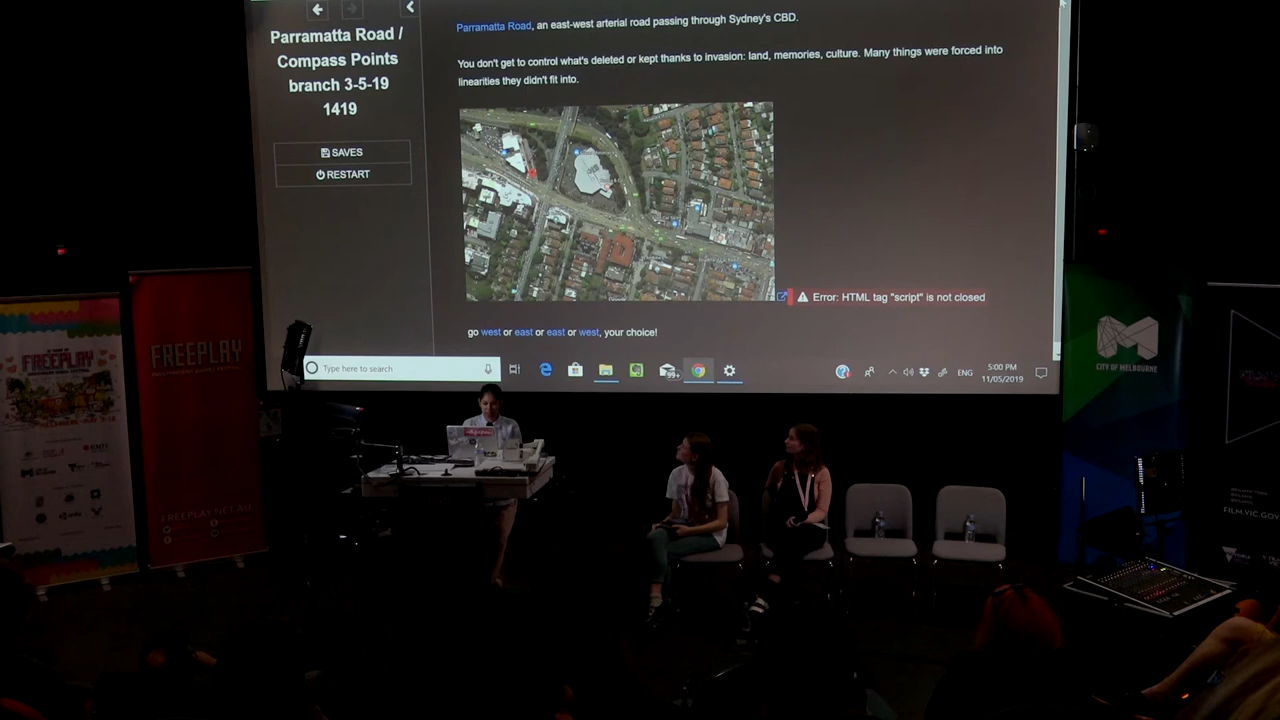 Parramatta Road /
Compass Points
branch 3-5-19
1419
SAVES
RESTART
Parramatta Road, an east-west arterial road passing through Sydney's CBD.
You don't get to control what's deleted or kept thanks to invasion: land, memories, culture. Many things were forced into
linearities they didn't fit into.
Error: HTML tag "script" is not closed
go west or east or east or west, your choice!
Type here to search
99+
ENG
5:00 PM
11/05/2019
FREEPLAY
FREEPLAY
FREEPLAY.NET.AU
CITY OF MELBOURNE
FILM.VIC.GOV